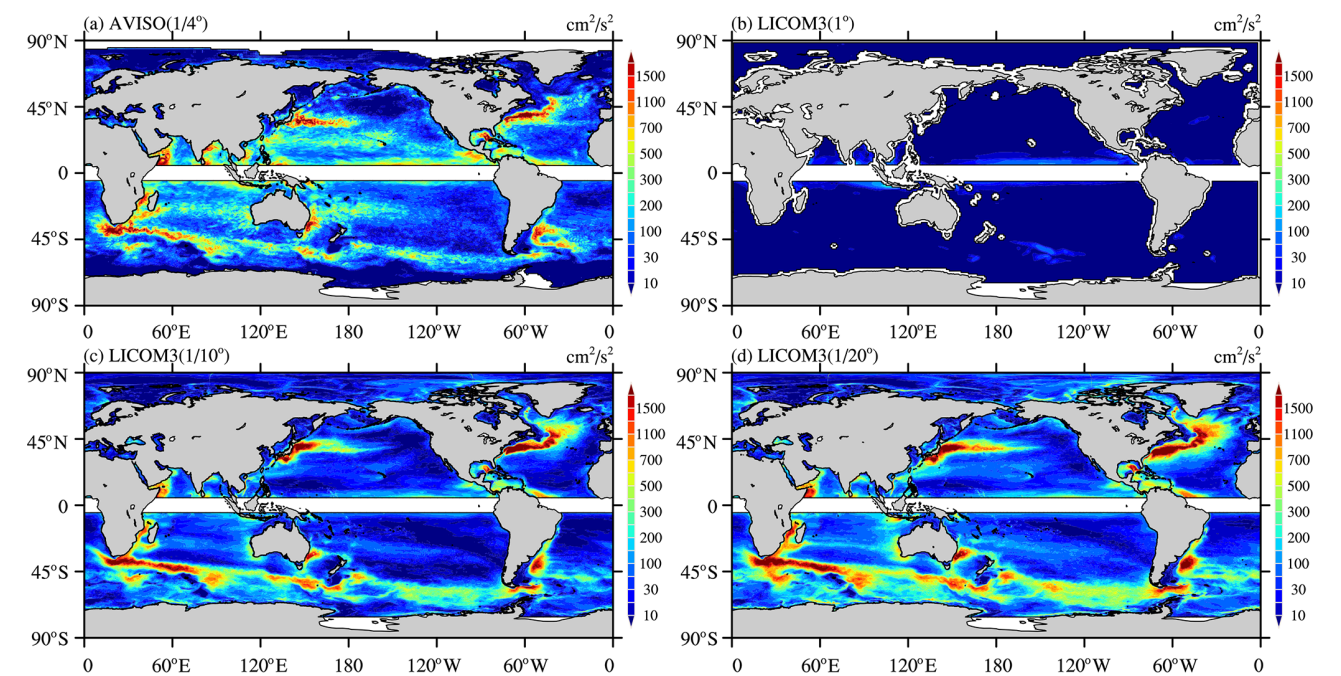 (a) AVISO(1/4°) cm²/s²
90°N
45°N
0
45°S
90°S
0 60°E 120°E 180 120°W 60°W 0
1500
1100
700
500
300
200
100
30
10
(b) LICOM3(1°) cm²/s²
90°N
45°N
0
45°S
90°S
0 60°E 120°E 180 120°W 60°W 0
1500
1100
700
500
300
200
100
30
10
(c) LICOM3(1/10°) cm²/s²
90°N
45°N
0
45°S
90°S
0 60°E 120°E 180 120°W 60°W 0
1500
1100
700
500
300
200
100
30
10
(d) LICOM3(1/20°) cm²/s²
90°N
45°N
0
45°S
90°S
0 60°E 120°E 180 120°W 60°W 0
1500
1100
700
500
300
200
100
30
10